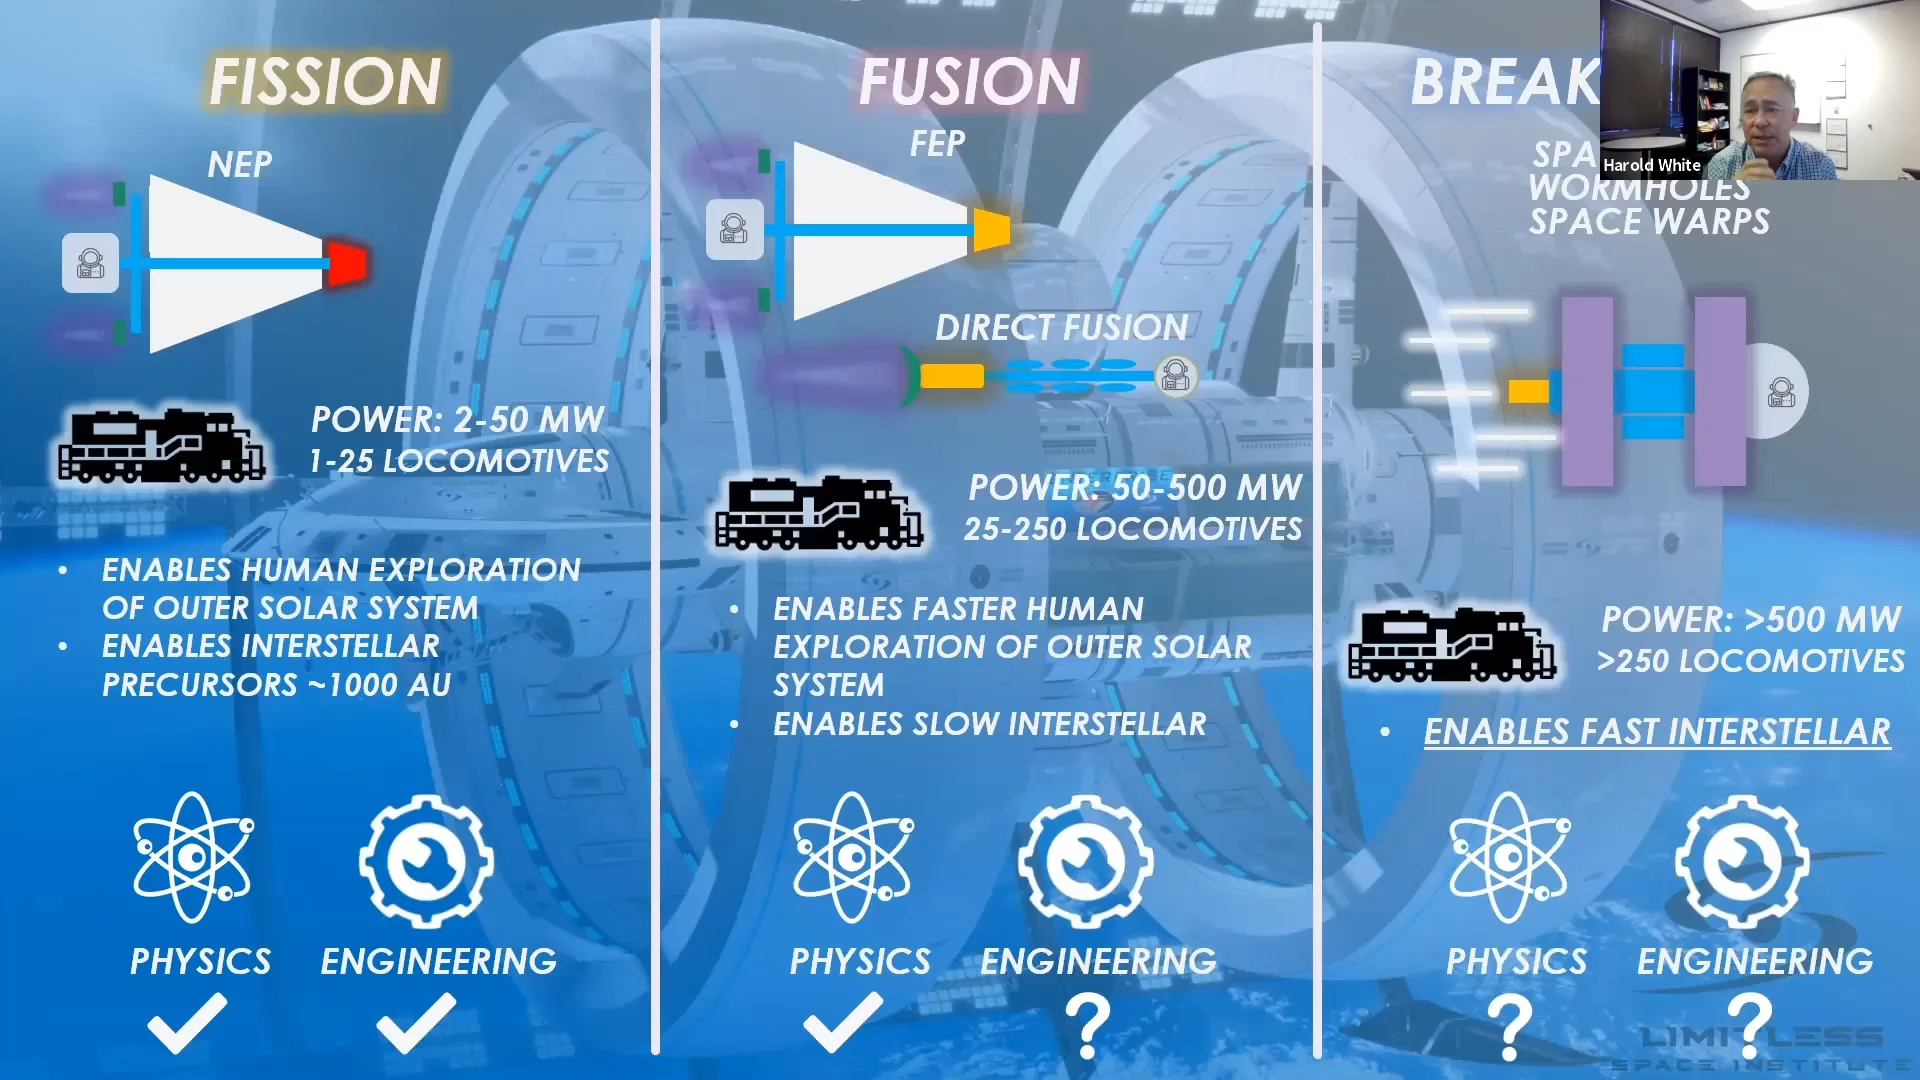 FISSION
NEP
POWER: 2-50 MW
1-25 LOCOMOTIVES
• ENABLES HUMAN EXPLORATION
OF OUTER SOLAR SYSTEM
• ENABLES INTERSTELLAR
PRECURSORS ~1000 AU
PHYSICS
ENGINEERING
FUSION
FEP
DIRECT FUSION
POWER: 50-500 MW
25-250 LOCOMOTIVES
• ENABLES FASTER HUMAN
EXPLORATION OF OUTER SOLAR
SYSTEM
• ENABLES SLOW INTERSTELLAR
PHYSICS
ENGINEERING
?
BREAK
SPA
WORMHOLES
SPACE WARPS
Harold White
POWER: >500 MW
>250 LOCOMOTIVES
• ENABLES FAST INTERSTELLAR
PHYSICS
ENGINEERING
?
?
LIMITLESS
SPACE INSTITUTE